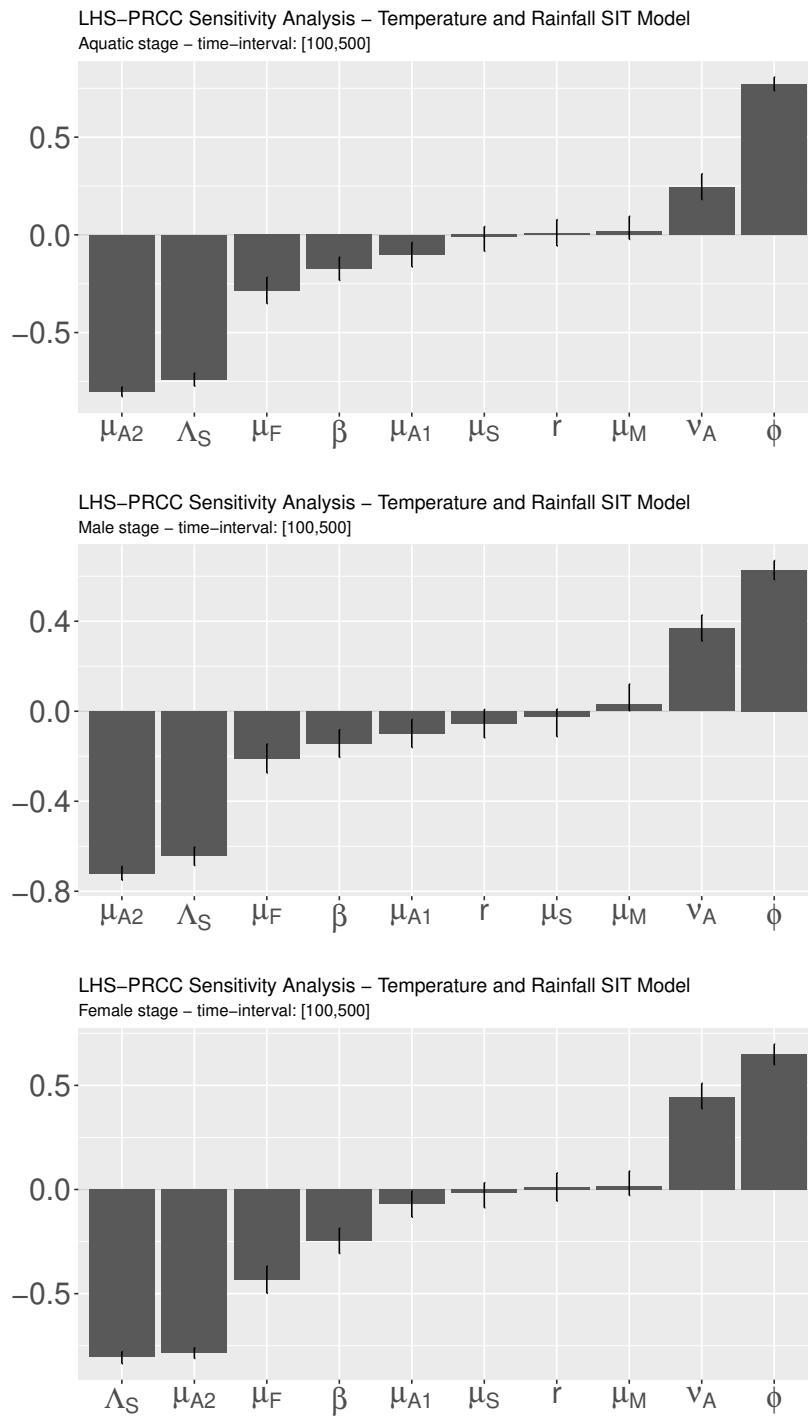 LHS−PRCC Sensitivity Analysis − Temperature and Rainfall SIT Model
Aquatic stage − time−interval: [100,500]
0.5
0.0
−0.5
μA2 ΛS μF β μA1 μS r μM νA ϕ
LHS−PRCC Sensitivity Analysis − Temperature and Rainfall SIT Model
Male stage − time−interval: [100,500]
0.4
0.0
−0.4
−0.8
μA2 ΛS μF β μA1 r μS μM νA ϕ
LHS−PRCC Sensitivity Analysis − Temperature and Rainfall SIT Model
Female stage − time−interval: [100,500]
0.5
0.0
−0.5
ΛS μA2 μF β μA1 μS r μM νA ϕ